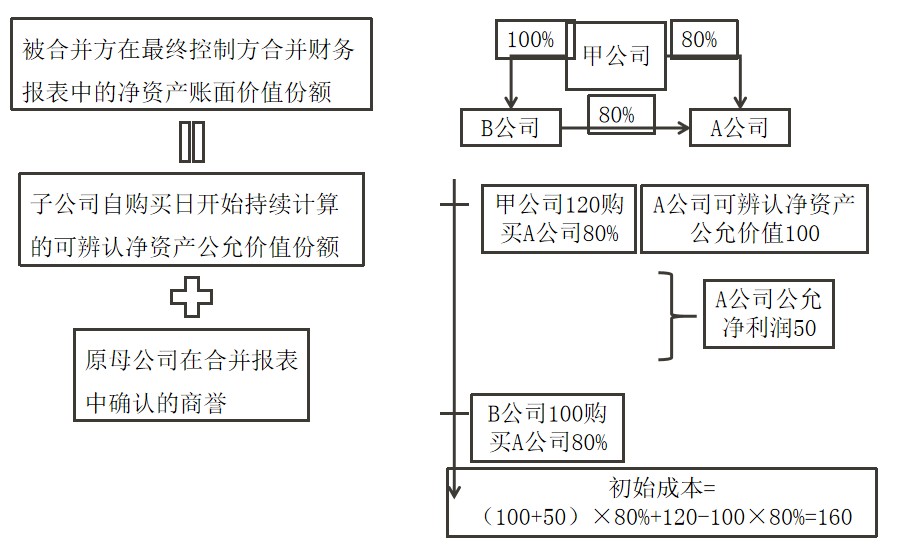 被合并方在最终控制方合并财务
报表中的净资产账面价值份额
子公司自购买日开始持续计算
的可辨认净资产公允价值份额
原母公司在合并报表
中确认的商誉
100%
甲公司
80%
B公司
80%
A公司
甲公司120购
买A公司80%
A公司可辨认净资产
公允价值100
A公司公允
净利润50
B公司100购
买A公司80%
初始成本=
（100+50）×80%+120-100×80%=160